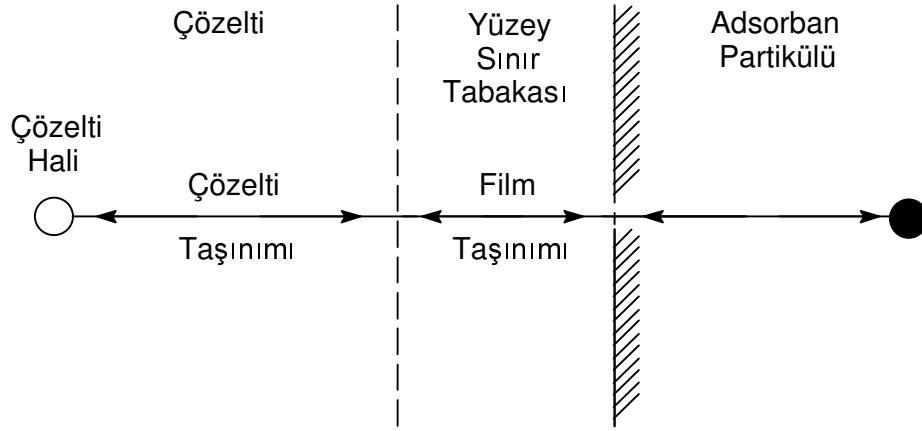 Çözelti
Yüzey
Sınır
Tabakası
Adsorban
Partikülü
Çözelti
Hali
Çözelti
Taşınımı
Film
Taşınımı